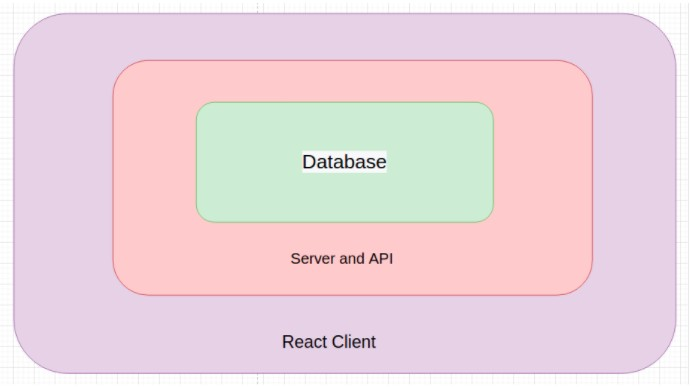 Database
Server and API
React Client